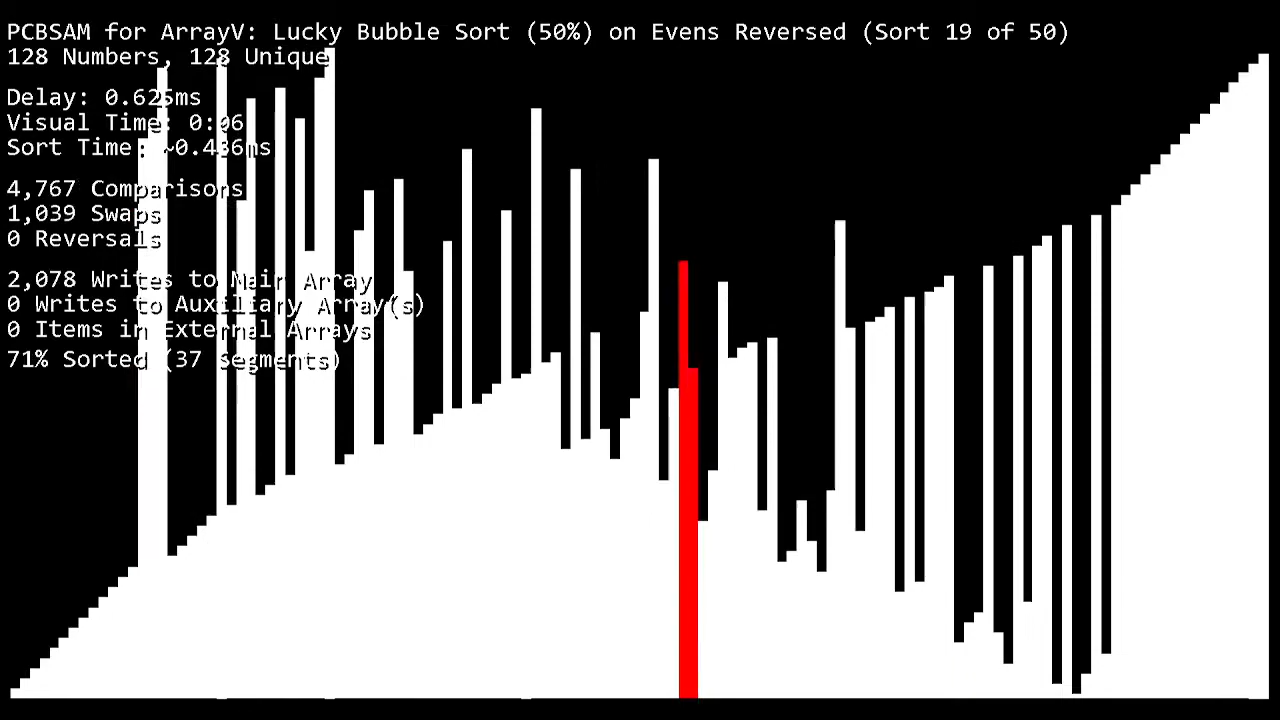 PCBSAM for ArrayV: Lucky Bubble Sort (50%) on Evens Reversed (Sort 19 of 50)
128 Numbers, 128 Unique
Delay: 0.625ms
Visual Time: 0:06
Sort Time: ~0.436ms
4,767 Comparisons
1,039 Swaps
0 Reversals
2,078 Writes to Main Array
0 Writes to Auxiliary Array(s)
0 Items in External Arrays
71% Sorted (37 segments)